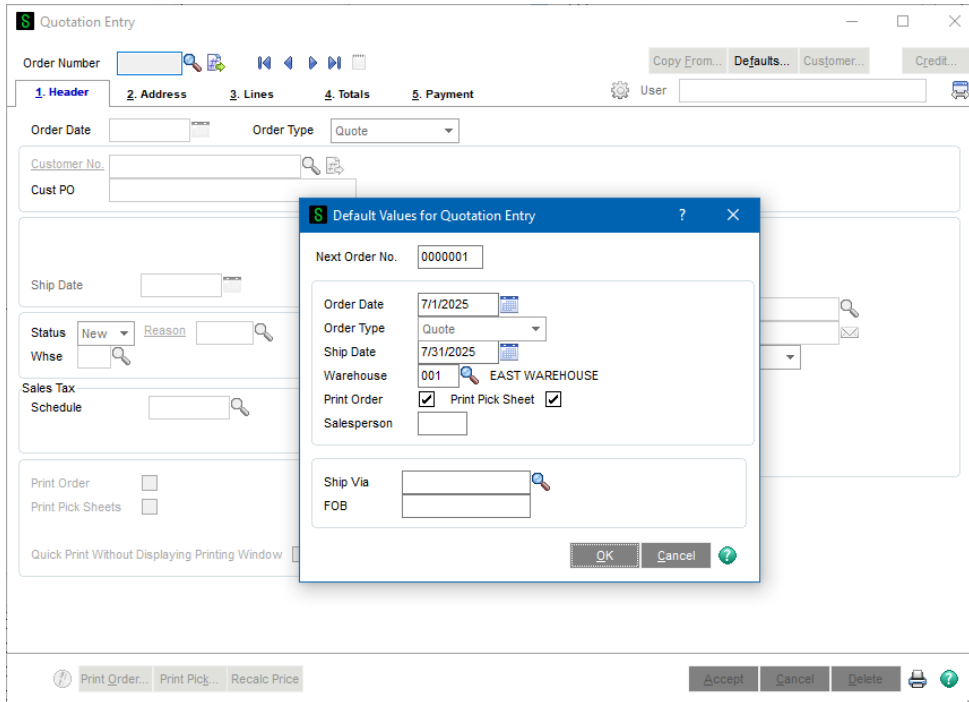 Quotation Entry
Order Number
Copy From... Defaults... Customer... Credit...
1. Header 2. Address 3. Lines 4. Totals 5. Payment User
Order Date Order Type Quote
Customer No.
Cust PO
Default Values for Quotation Entry ?
Next Order No. 0000001
Ship Date
Order Date 7/1/2025
Order Type Quote
Status New Reason
Ship Date 7/31/2025
Whse
Warehouse 001 EAST WAREHOUSE
Sales Tax
Schedule
Print Order Print Pick Sheet
Salesperson
Print Order
Ship Via
Print Pick Sheets
FOB
Quick Print Without Displaying Printing Window
OK Cancel ?
Print Order... Print Pick... Recalc Price Accept Cancel Delete ?